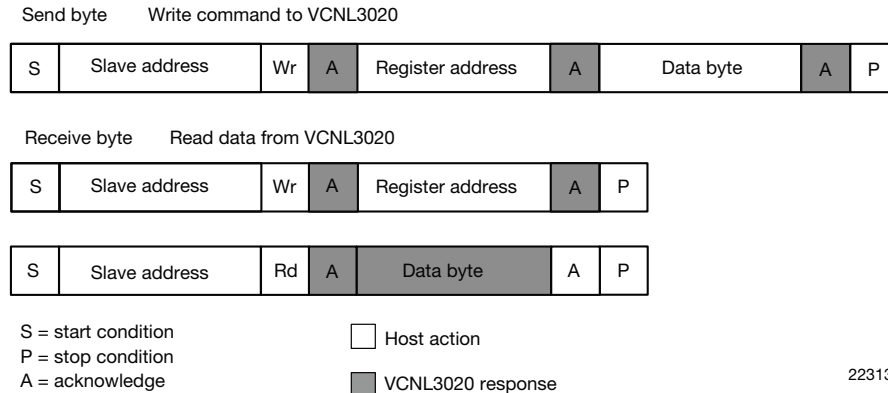 Send byte Write command to VCNL3020
S Slave address Wr A Register address A Data byte A P
Receive byte Read data from VCNL3020
S Slave address Wr A Register address A P
S Slave address Rd A Data byte A P
S = start condition
P = stop condition
A = acknowledge
Host action
VCNL3020 response
22313